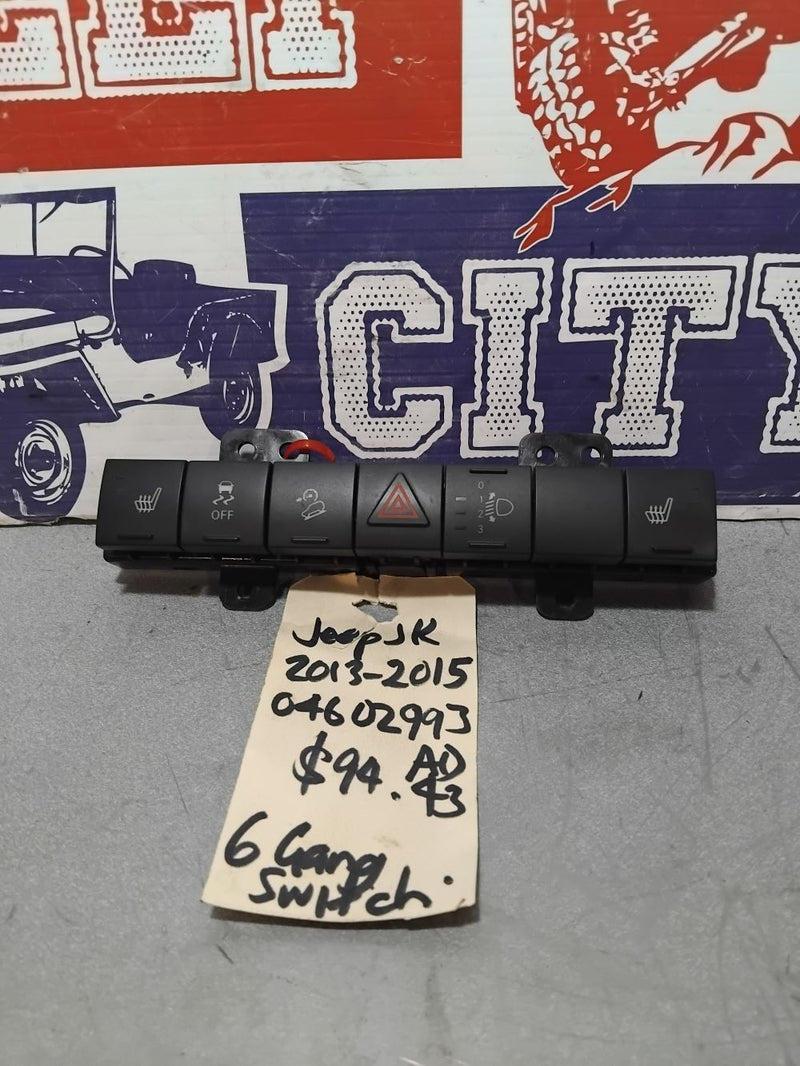 CITY
OFF
0
1
2
3
Jeep JK
2013-2015
04602993
$94. AD
43
6 Gang
Switch.